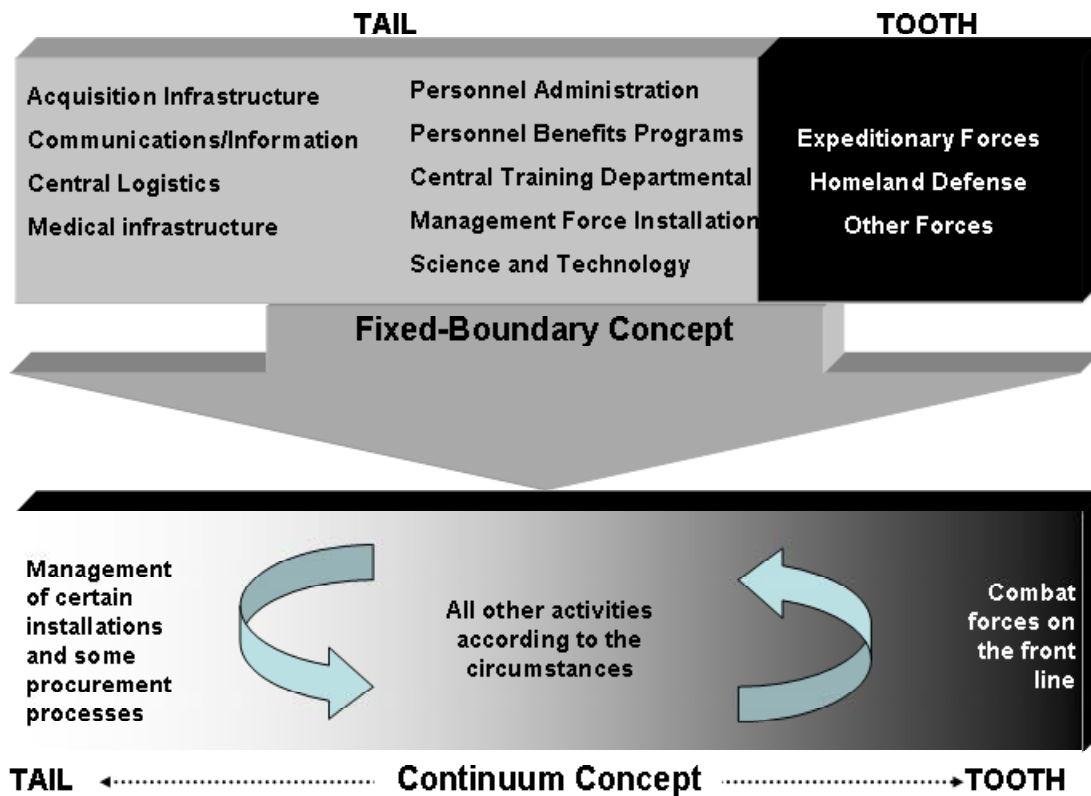 TAIL
TOOTH
Acquisition Infrastructure
Communications/Information
Central Logistics
Medical infrastructure
Personnel Administration
Personnel Benefits Programs
Central Training Departmental
Management Force Installation
Science and Technology
Expeditionary Forces
Homeland Defense
Other Forces
Fixed-Boundary Concept
Management
of certain
installations
and some
procurement
processes
All other activities
according to the
circumstances
Combat
forces on
the front
line
TAIL
Continuum Concept
TOOTH